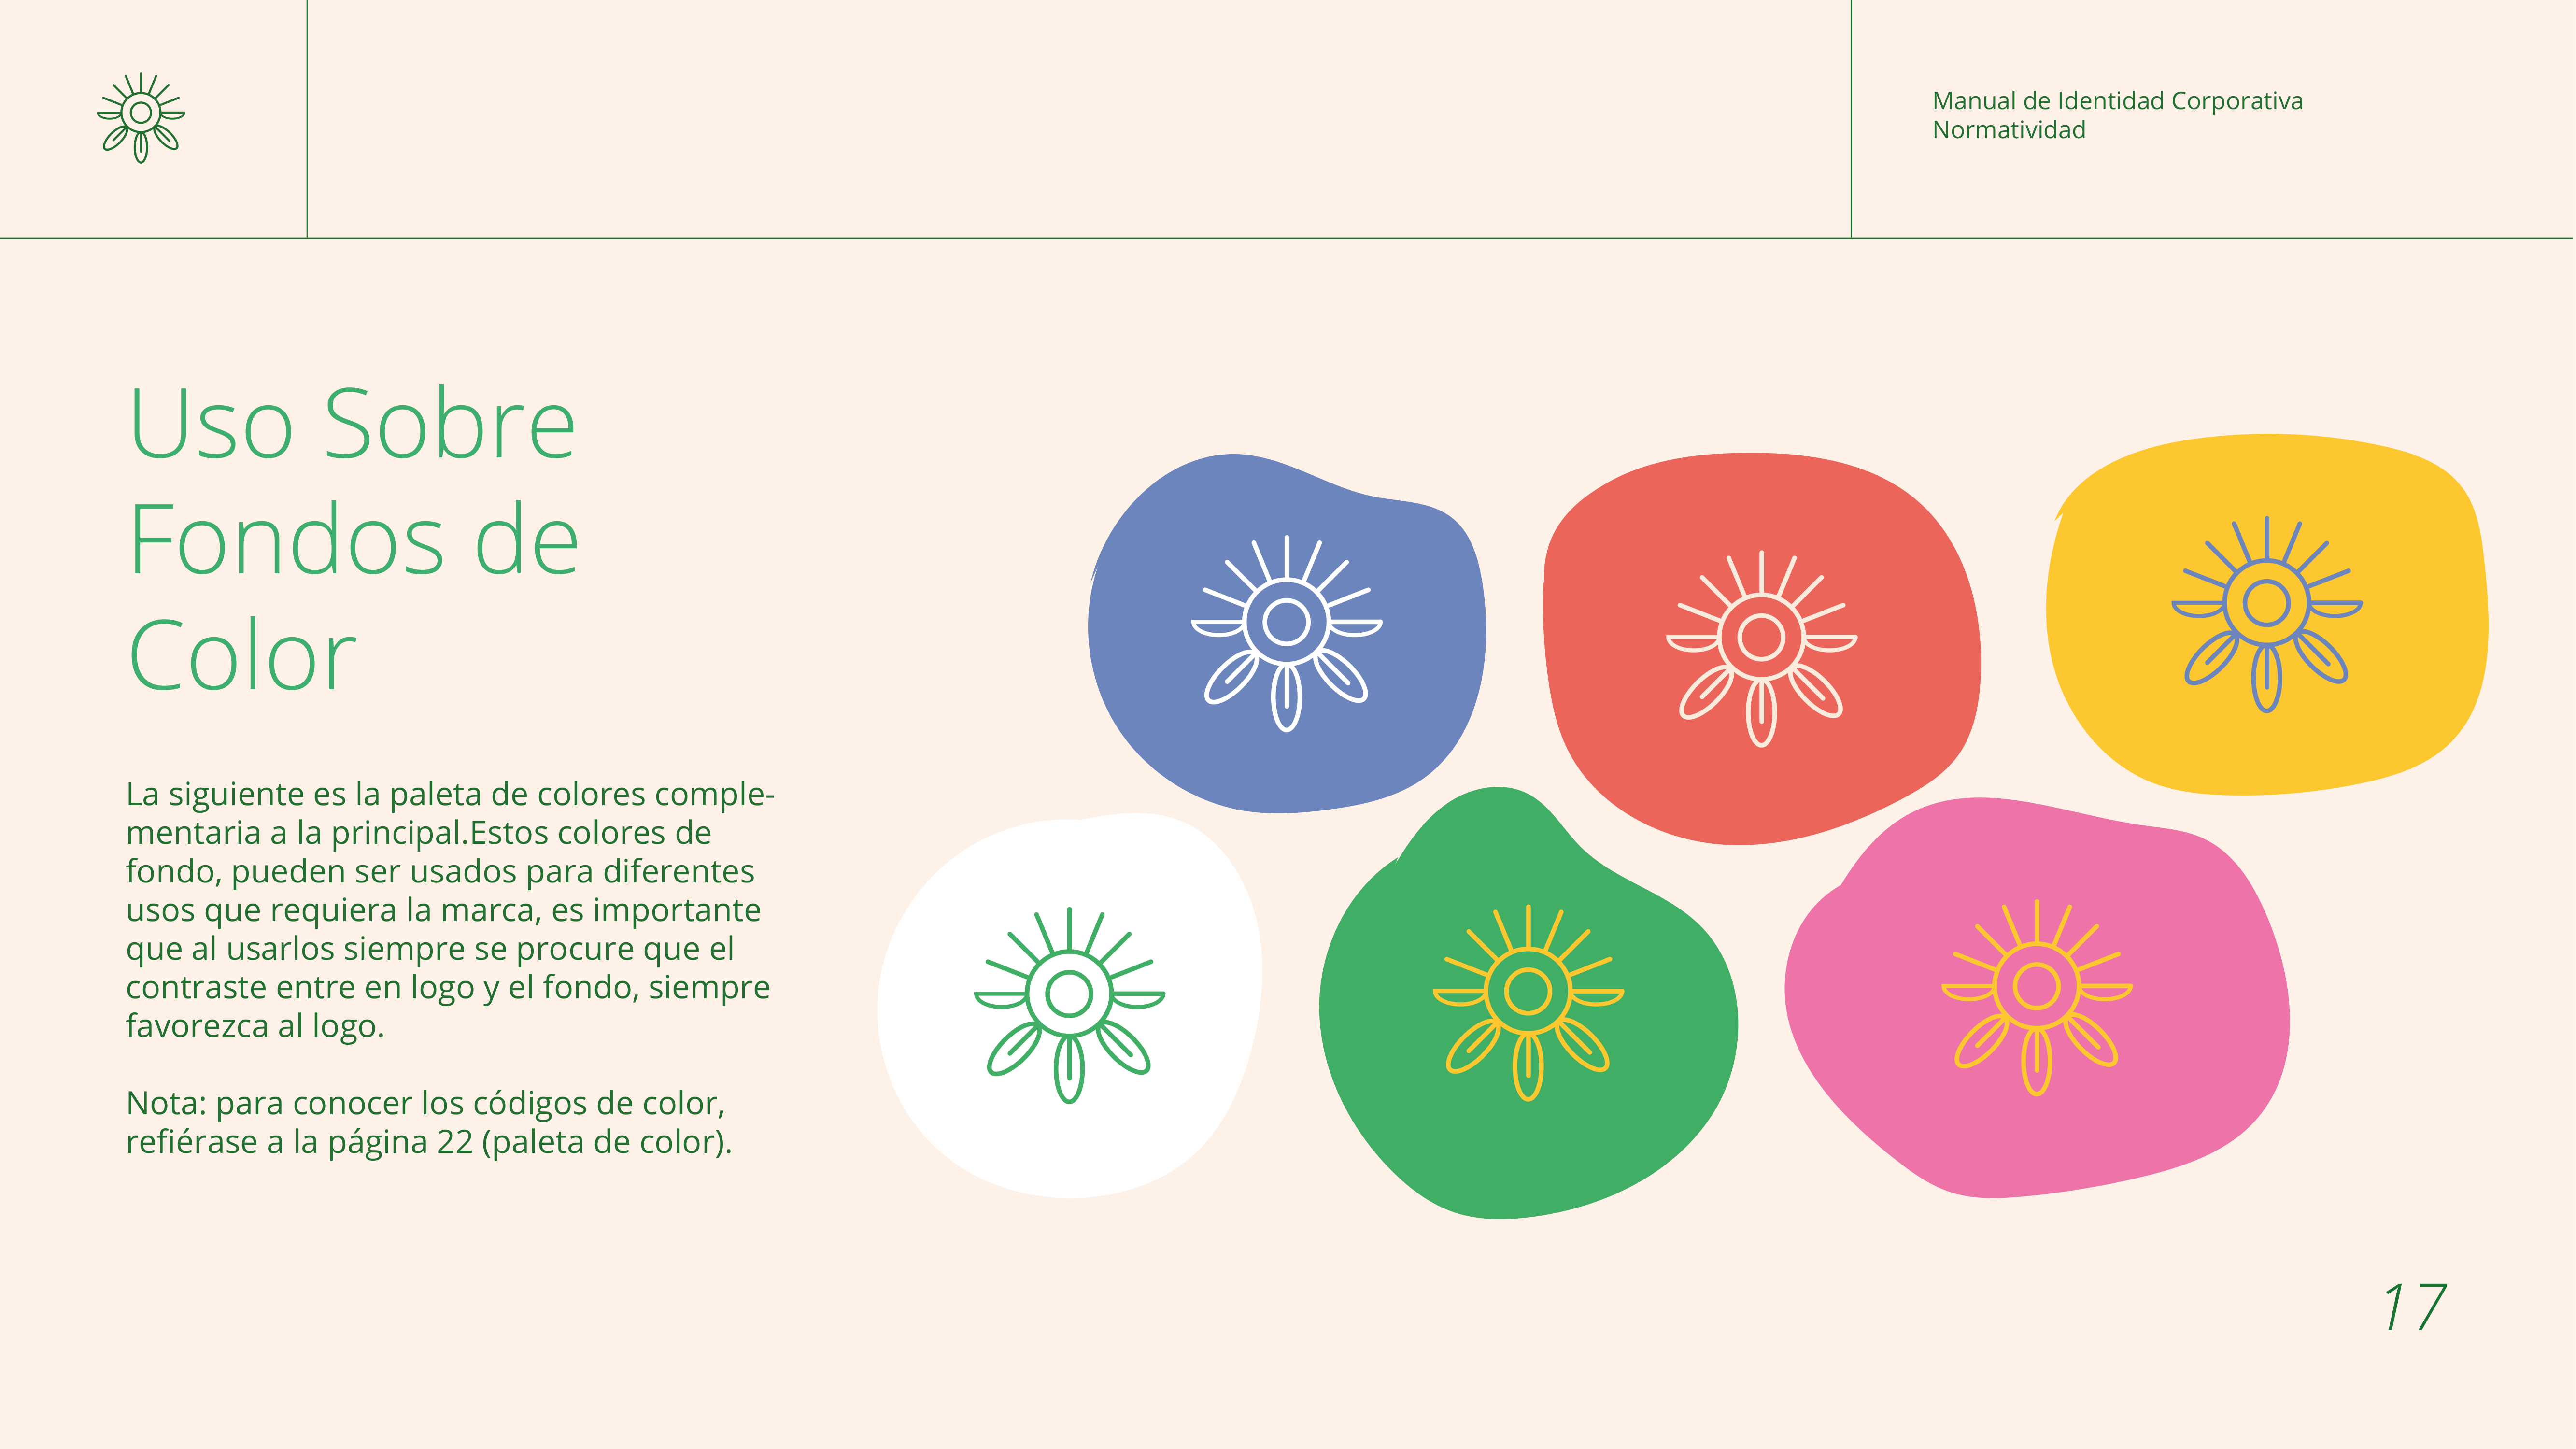 Manual de Identidad Corporativa
Normatividad
Uso Sobre
Fondos de
Color
La siguiente es la paleta de colores comple-
mentaria a la principal.Estos colores de
fondo, pueden ser usados para diferentes
usos que requiera la marca, es importante
que al usarlos siempre se procure que el
contraste entre en logo y el fondo, siempre
favorezca al logo.
Nota: para conocer los códigos de color,
refiérase a la página 22 (paleta de color).
17